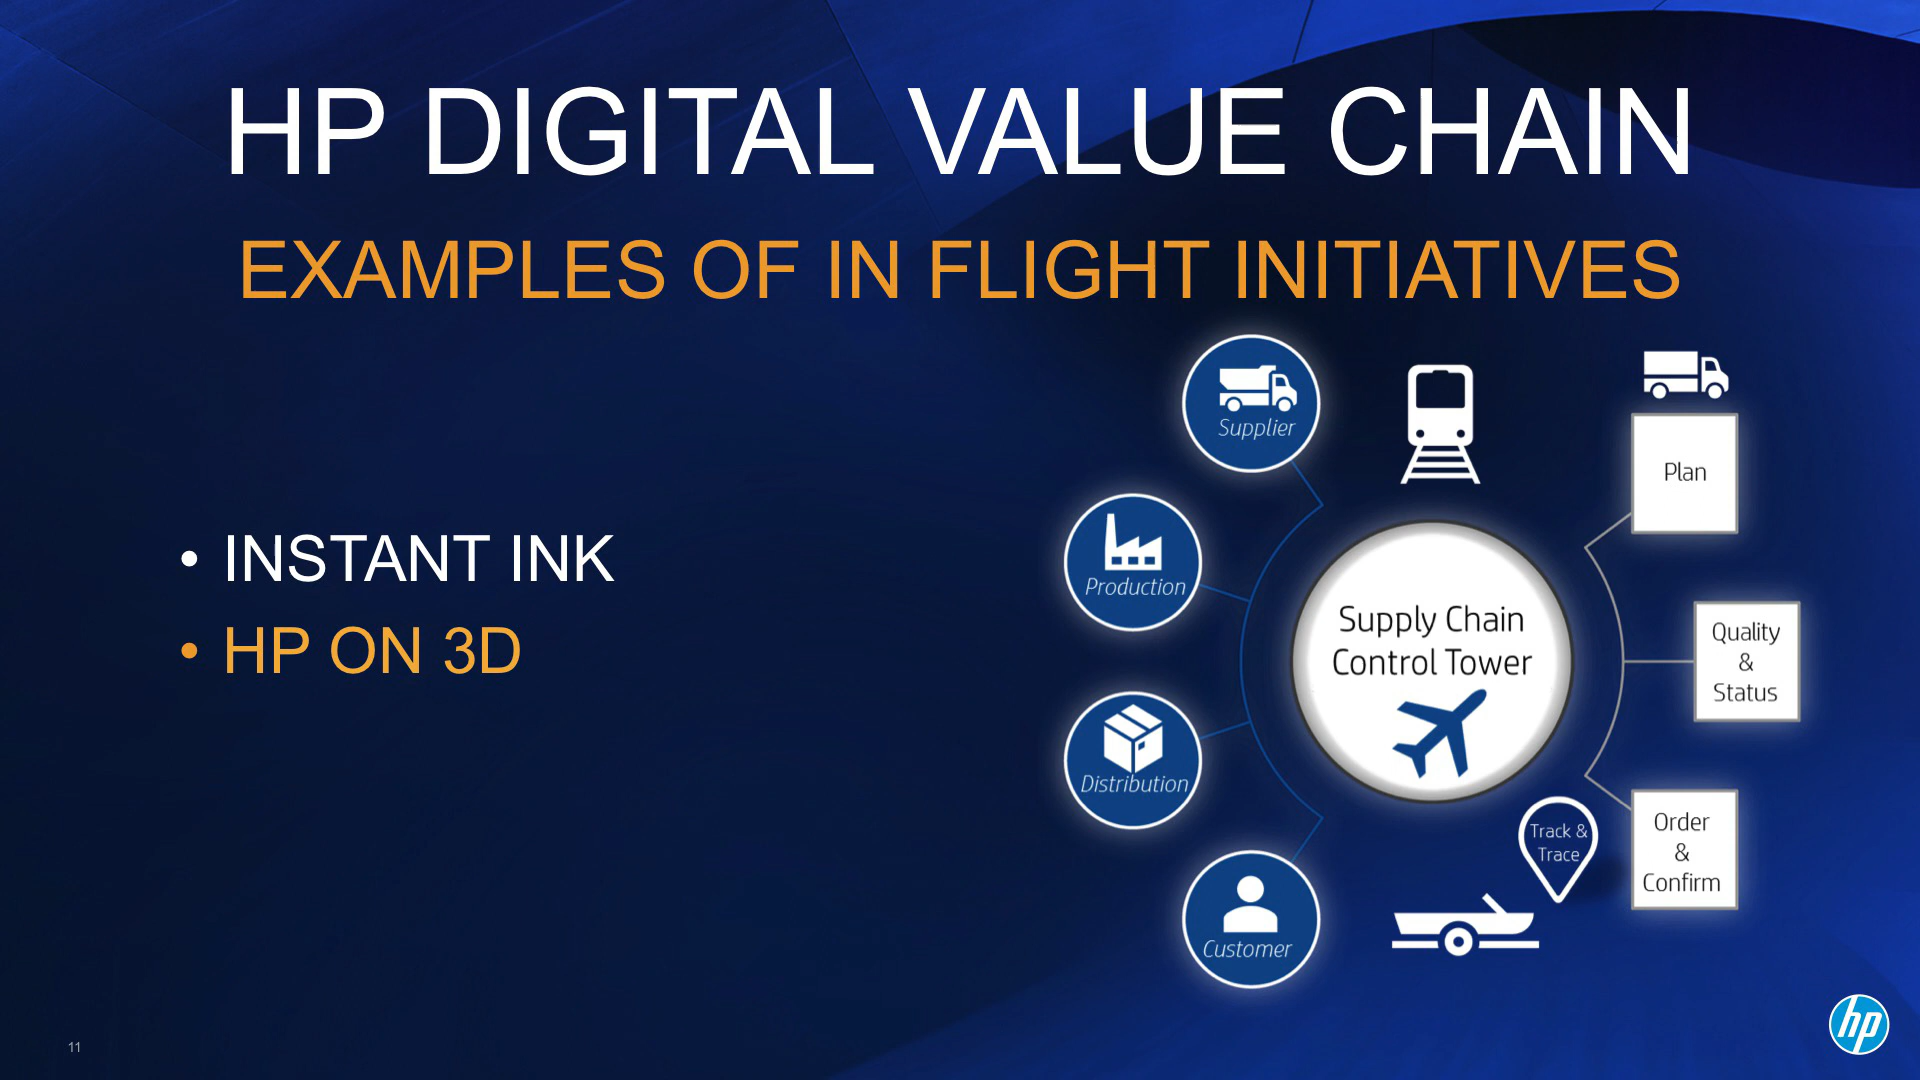 HP DIGITAL VALUE CHAIN
EXAMPLES OF IN FLIGHT INITIATIVES
• INSTANT INK
• HP ON 3D
Supplier
Production
Distribution
Customer
Supply Chain
Control Tower
Plan
Quality
&
Status
Order
&
Confirm
Track &
Trace
11
hp